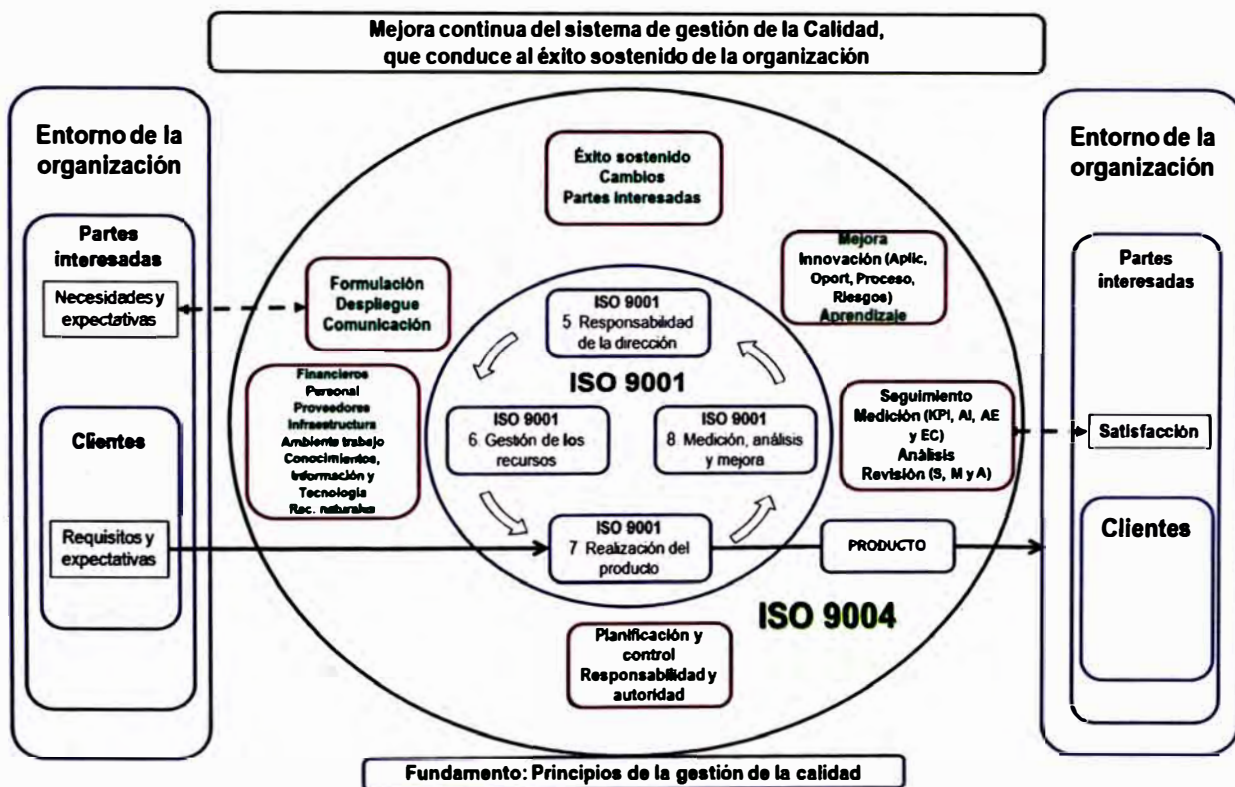 Mejora continua del sistema de gestión de la Calidad,
que conduce al éxito sostenido de la organización
Entorno de la
organización
Partes
interesadas
Necesidades y
expectativas
Clientes
Requisitos y
expectativas
Éxito sostenido
Cambios
Partes interesadas
Formulación
Despliegue
Comunicación
Mejora
Innovación (Aplic,
Oport, Proceso,
Riesgos)
Aprendizaje
Financieros
Personal
Proveedores
Infraestructura
Ambiente trabajo
Conocimientos,
Información y
Tecnología
Rec. naturales
ISO 9001
5 Responsabilidad
de la dirección
ISO 9001
ISO 9001
6. Gestión de los
recursos
ISO 9001
8. Medición, análisis
y mejora
ISO 9001
7 Realización del
producto
Seguimiento
Medición (KPI, AI, AE
y EC)
Análisis
Revisión (S, M y A)
PRODUCTO
ISO 9004
Planificación y
control
Responsabilidad y
autoridad
Entorno de la
organización
Partes
interesadas
Satisfacción
Clientes
Fundamento: Principios de la gestión de la calidad